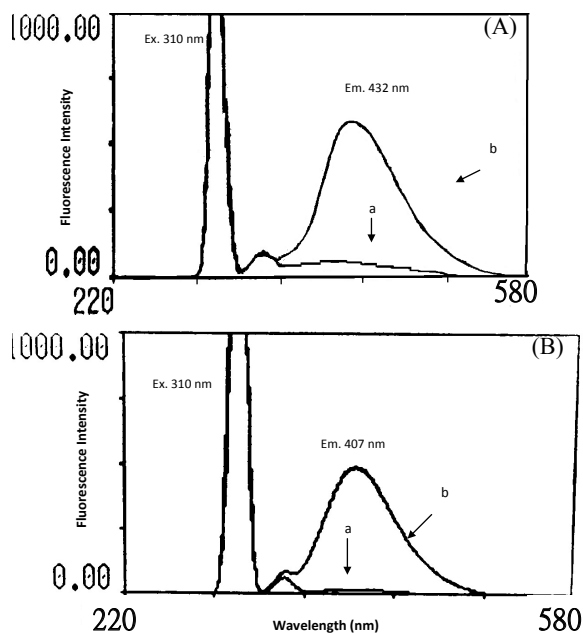 1000.00
(A)
Ex. 310 nm
Em. 432 nm
Fluorescence Intensity
b
a
0.00
220
580
1000.00
(B)
Ex. 310 nm
Em. 407 nm
Fluorescence Intensity
b
a
0.00
220
Wavelength (nm)
580